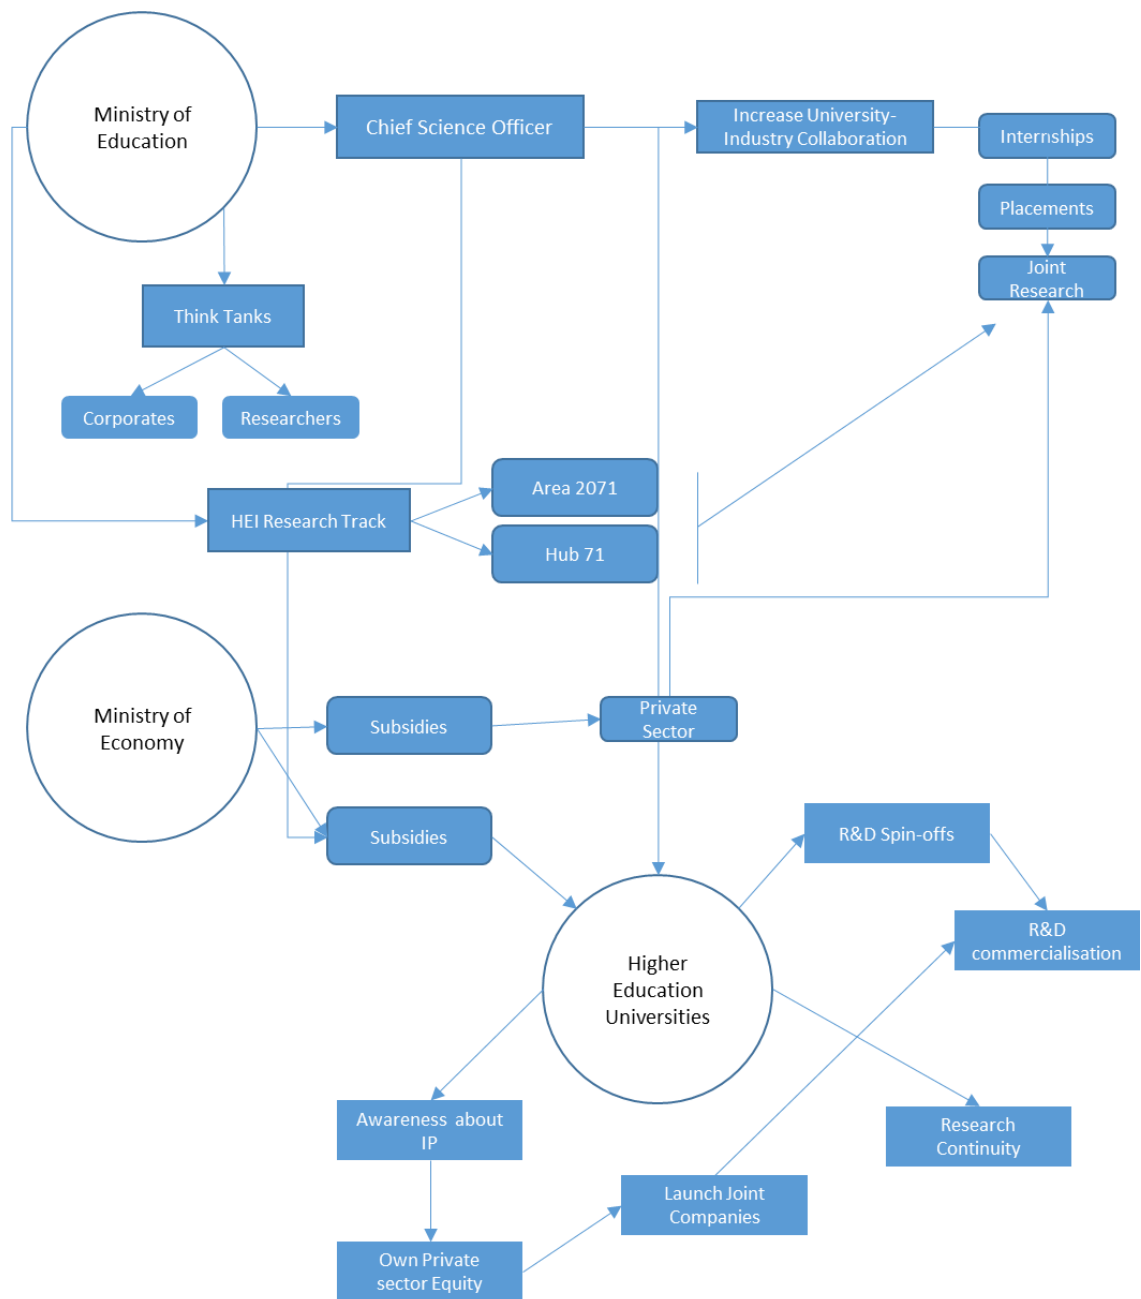 Ministry of
Education
Chief Science Officer
Increase University-
Industry Collaboration
Internships
Placements
Joint
Research
Think Tanks
Corporates
Researchers
Area 2071
HEI Research Track
Hub 71
Ministry of
Economy
Subsidies
Private
Sector
Subsidies
R&D Spin-offs
R&D
commercialisation
Higher
Education
Universities
Awareness about
IP
Research
Continuity
Launch Joint
Companies
Own Private
sector Equity